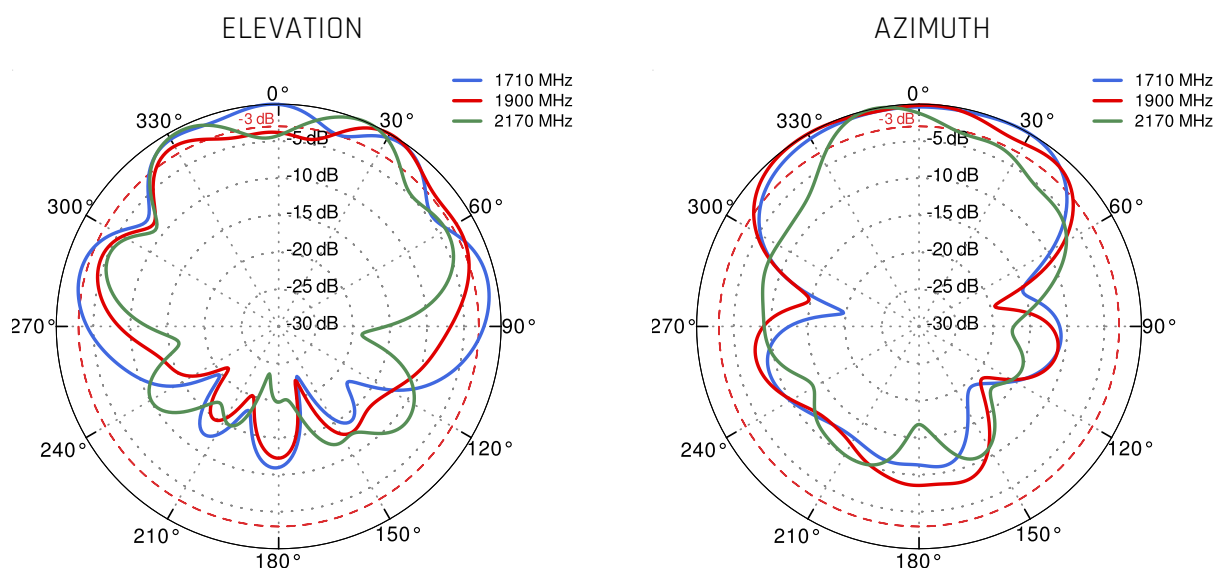 ELEVATION
1710 MHz
1900 MHz
2170 MHz
0°
30°
60°
90°
120°
150°
180°
210°
240°
270°
300°
330°
-3 dB
-5 dB
-10 dB
-15 dB
-20 dB
-25 dB
-30 dB
AZIMUTH
1710 MHz
1900 MHz
2170 MHz
0°
30°
60°
90°
120°
150°
180°
210°
240°
270°
300°
330°
-3 dB
-5 dB
-10 dB
-15 dB
-20 dB
-25 dB
-30 dB